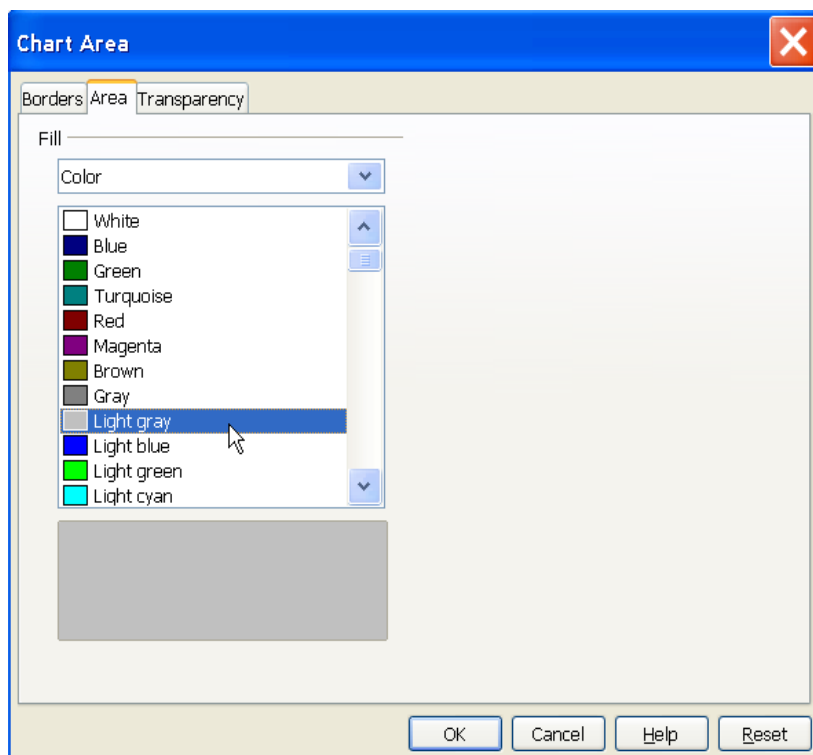 Chart Area
Borders Area Transparency
Fill
Color
White
Blue
Green
Turquoise
Red
Magenta
Brown
Gray
Light gray
Light blue
Light green
Light cyan
OK Cancel Help Reset